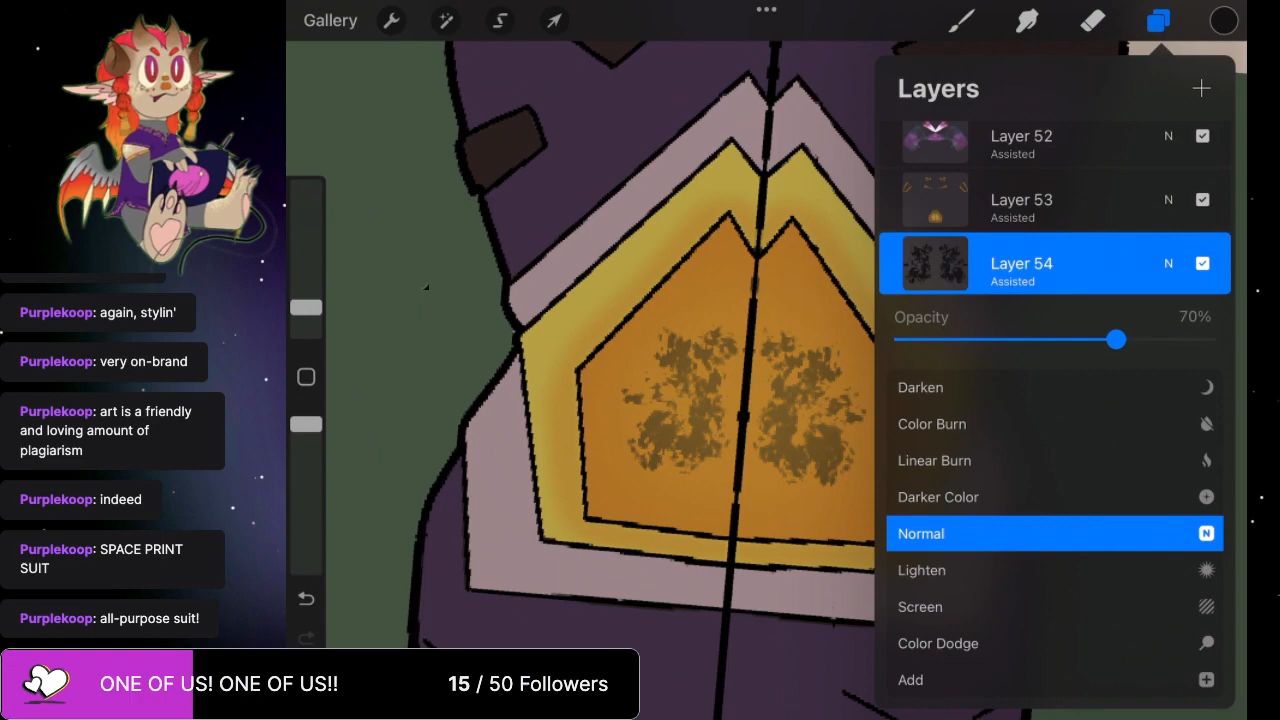 Gallery
Layers
Layer 52
N
Assisted
Layer 53
N
Assisted
Layer 54
N
Assisted
Opacity
70%
Darken
Color Burn
Linear Burn
Darker Color
Normal
N
Lighten
Screen
Color Dodge
Add
Purplekoop: again, stylin'
Purplekoop: very on-brand
Purplekoop: art is a friendly
and loving amount of
plagiarism
Purplekoop: indeed
Purplekoop: SPACE PRINT
SUIT
Purplekoop: all-purpose suit!
ONE OF US! ONE OF US!!
15 / 50 Followers